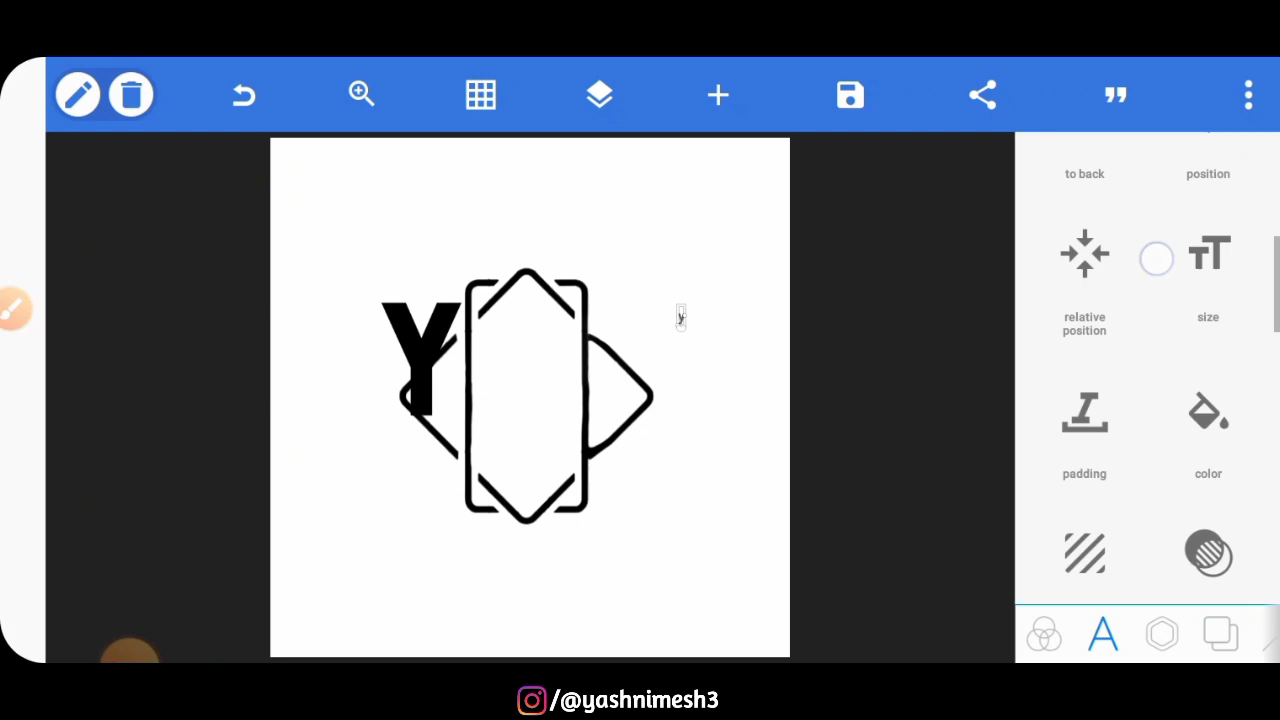 to back
position
Y
y
relative
position
size
padding
color
/@yashnimesh3